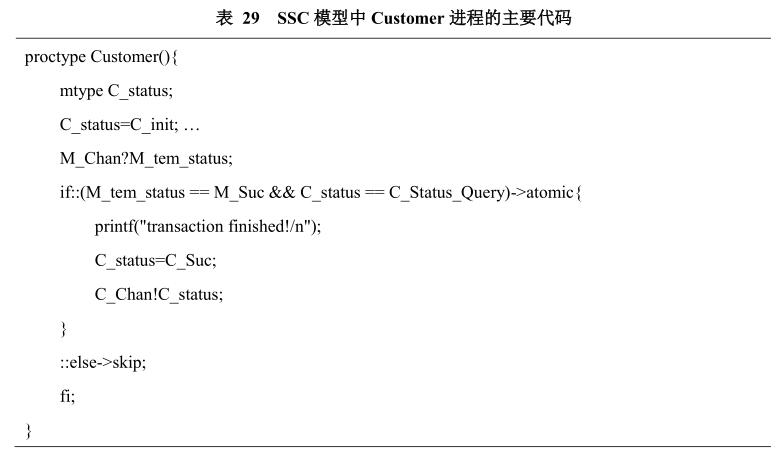 表 29 SSC 模型中 Customer 进程的主要代码
proctype Customer(){
mtype C_status;
C_status=C_init; …
M_Chan?M_tem_status;
if::(M_tem_status == M_Suc && C_status == C_Status_Query)->atomic{
printf("transaction finished!/n");
C_status=C_Suc;
C_Chan!C_status;
}
::else->skip;
fi;
}